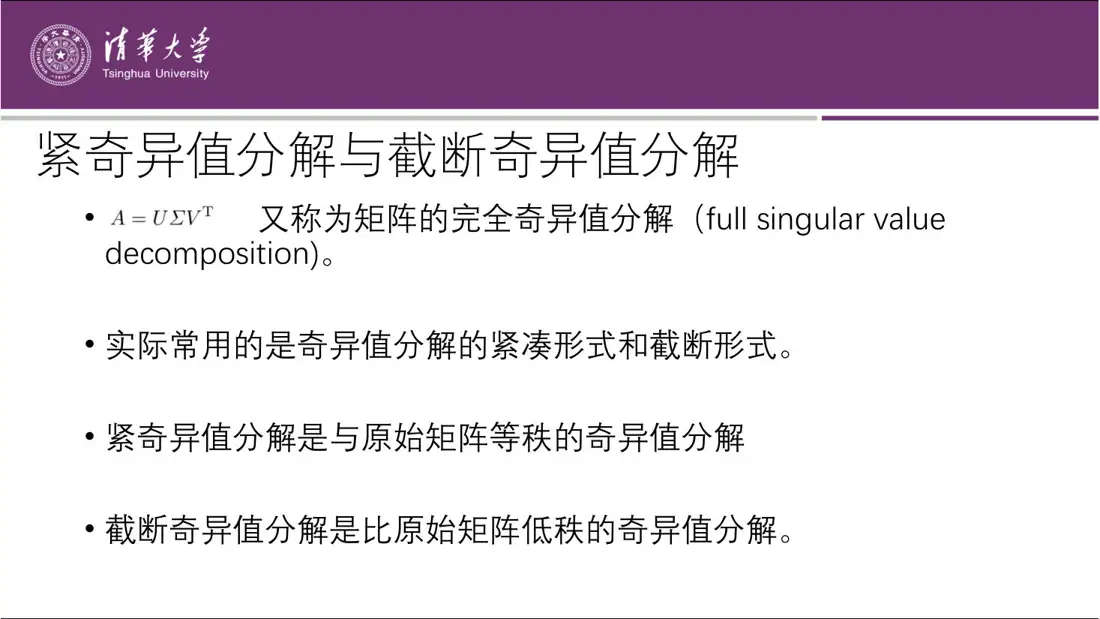 清华大学
Tsinghua University
紧奇异值分解与截断奇异值分解
• A = UΣVᵀ 又称为矩阵的完全奇异值分解（full singular value
decomposition)。
• 实际常用的是奇异值分解的紧凑形式和截断形式。
• 紧奇异值分解是与原始矩阵等秩的奇异值分解
• 截断奇异值分解是比原始矩阵低秩的奇异值分解。